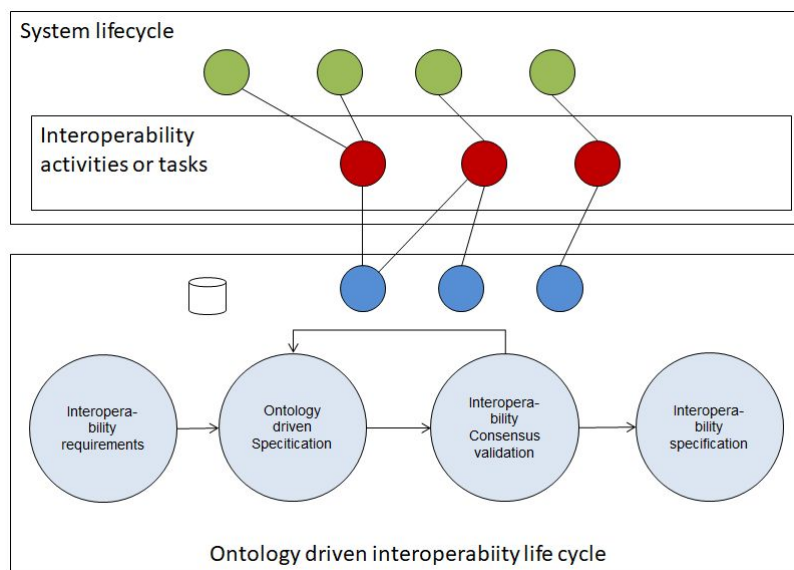 System lifecycle
Interoperability
activities or tasks
Interopera-
bility
requirements
Ontology
driven
Specitication
Interopera-
bility
Consensus
validation
Interopera-
bility
specification
Ontology driven interoperabiity life cycle